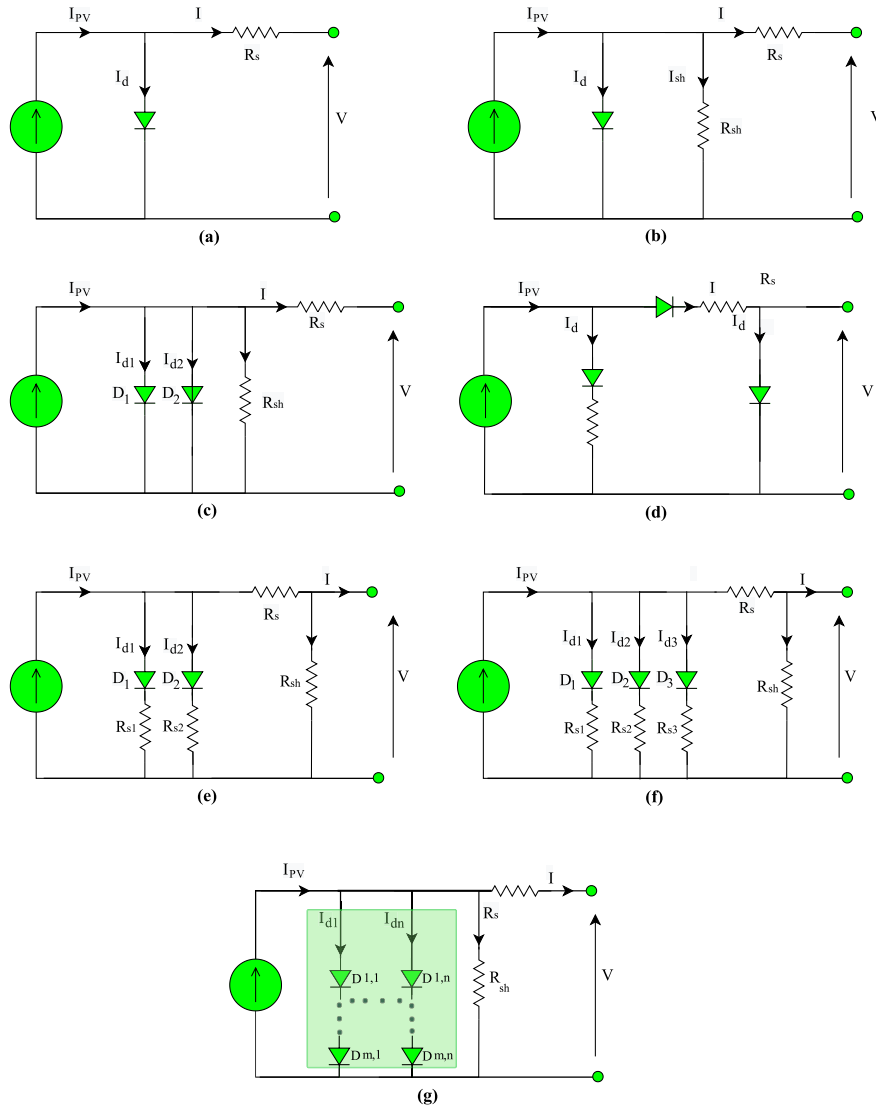 I_PV I
R_s
I_d
V
(a)
I_PV I
R_s
I_d I_sh
R_sh
V
(b)
I_PV I
R_s
I_d1 I_d2
D_1 D_2 R_sh
V
(c)
I_PV I R_s
I_d I_d
V
(d)
I_PV I
R_s
I_d1 I_d2
D_1 D_2 R_sh V
R_s1 R_s2
(e)
I_PV I
R_s
I_d1 I_d2 I_d3
D_1 D_2 D_3 R_sh V
R_s1 R_s2 R_s3
(f)
I_PV I
I_d1 I_dn R_s
D 1,1 D 1,n R_sh V
D m,1 D m,n
(g)